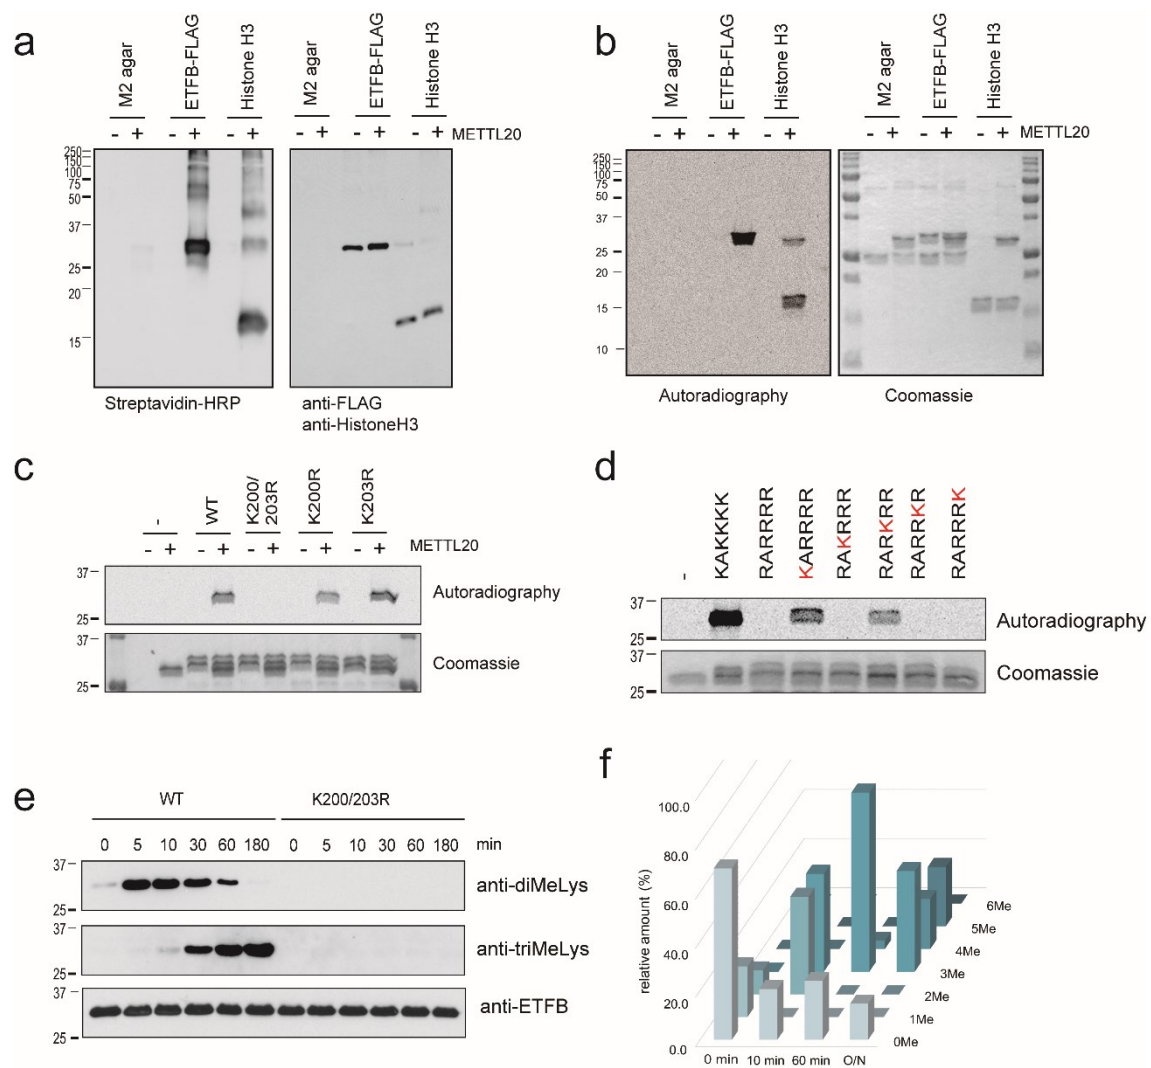 a
M2 agar
ETFB-FLAG
Histone H3
M2 agar
ETFB-FLAG
Histone H3
- + - + - + - + - + - + METTL20
250
150
100
75
50
37
25
20
15
Streptavidin-HRP
anti-FLAG
anti-HistoneH3
b
M2 agar
ETFB-FLAG
Histone H3
M2 agar
ETFB-FLAG
Histone H3
- + - + - + - + - + - + METTL20
250
150
100
75
50
37
25
20
15
10
Autoradiography
Coomassie
c
-
WT
K200/
203R
K200R
K203R
- + - + - + - + - + METTL20
37
25
Autoradiography
37
25
Coomassie
d
-
KAKKKK
RARRRR
KARRRR
RAKRRR
RARKRR
RARRKR
RARRRK
37
25
Autoradiography
37
25
Coomassie
e
WT K200/203R
0 5 10 30 60 180 0 5 10 30 60 180 min
37
25
anti-diMeLys
37
25
anti-triMeLys
37
25
anti-ETFB
f
relative amount (%)
100.0
80.0
60.0
40.0
20.0
0.0
6Me
5Me
4Me
3Me
2Me
1Me
0Me
0 min 10 min 60 min O/N